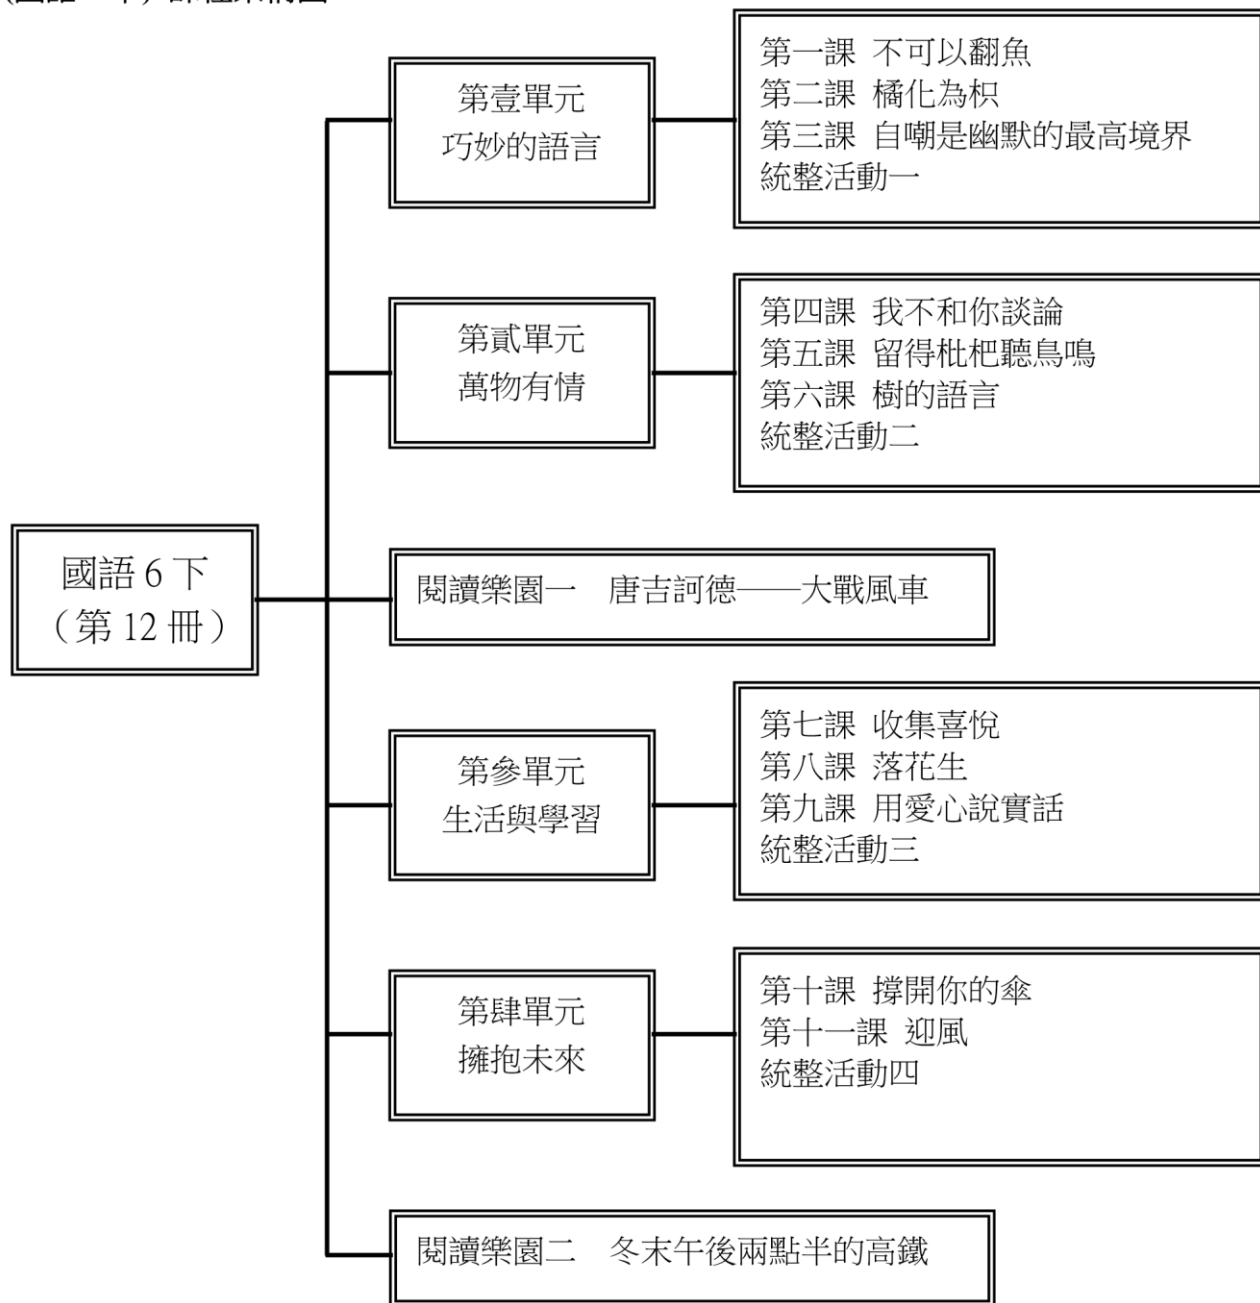 國語 6 下
（第 12 冊）
第壹單元
巧妙的語言
第一課 不可以翻魚
第二課 橘化為枳
第三課 自嘲是幽默的最高境界
統整活動一
第貳單元
萬物有情
第四課 我不和你談論
第五課 留得枇杷聽鳥鳴
第六課 樹的語言
統整活動二
閱讀樂園一　唐吉訶德——大戰風車
第參單元
生活與學習
第七課 收集喜悅
第八課 落花生
第九課 用愛心說實話
統整活動三
第肆單元
擁抱未來
第十課 撐開你的傘
第十一課 迎風
統整活動四
閱讀樂園二　冬末午後兩點半的高鐵